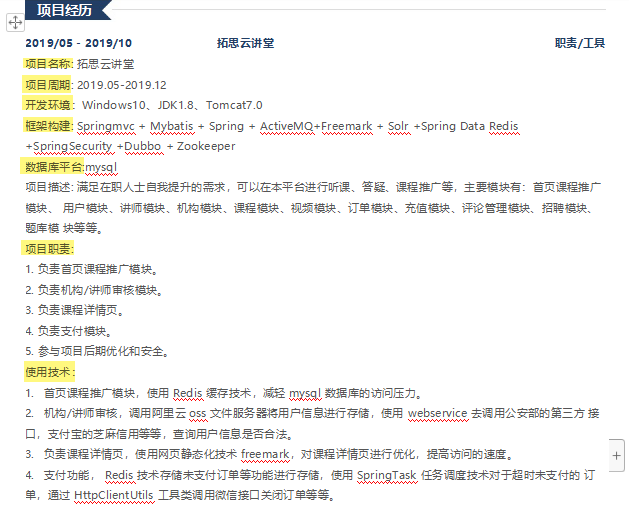 项目经历
2019/05 - 2019/10 拓思云讲堂 职责/工具
项目名称: 拓思云讲堂
项目周期: 2019.05-2019.12
开发环境: Windows10、JDK1.8、Tomcat7.0
框架构建: Springmvc + Mybatis + Spring + ActiveMQ+Freemark + Solr +Spring Data Redis
+SpringSecurity +Dubbo + Zookeeper
数据库平台:mysql
项目描述: 满足在职人士自我提升的需求，可以在本平台进行听课、答疑、课程推广等，主要模块有：首页课程推广
模块、 用户模块、讲师模块、机构模块、课程模块、视频模块、订单模块、充值模块、评论管理模块、招聘模块、
题库模 块等等。
项目职责:
1. 负责首页课程推广模块。
2. 负责机构/讲师审核模块。
3. 负责课程详情页。
4. 负责支付模块。
5. 参与项目后期优化和安全。
使用技术:
1. 首页课程推广模块，使用 Redis 缓存技术，减轻 mysql 数据库的访问压力。
2. 机构/讲师审核，调用阿里云 oss 文件服务器将用户信息进行存储，使用 webservice 去调用公安部的第三方 接
口，支付宝的芝麻信用等等，查询用户信息是否合法。
3. 负责课程详情页，使用网页静态化技术 freemark，对课程详情页进行优化，提高访问的速度。
4. 支付功能， Redis 技术存储未支付订单等功能进行存储，使用 SpringTask 任务调度技术对于超时未支付的 订
单，通过 HttpClientUtils 工具类调用微信接口关闭订单等等。